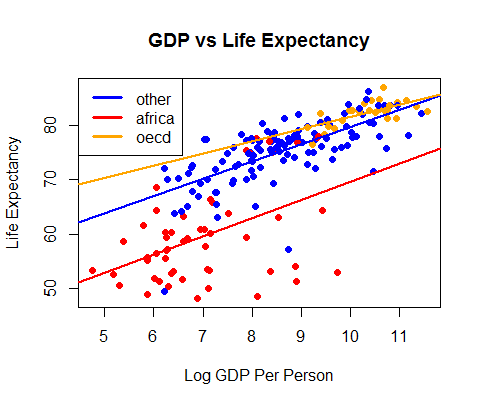 GDP vs Life Expectancy
other
africa
oecd
Life Expectancy
80
70
60
50
5 6 7 8 9 10 11
Log GDP Per Person